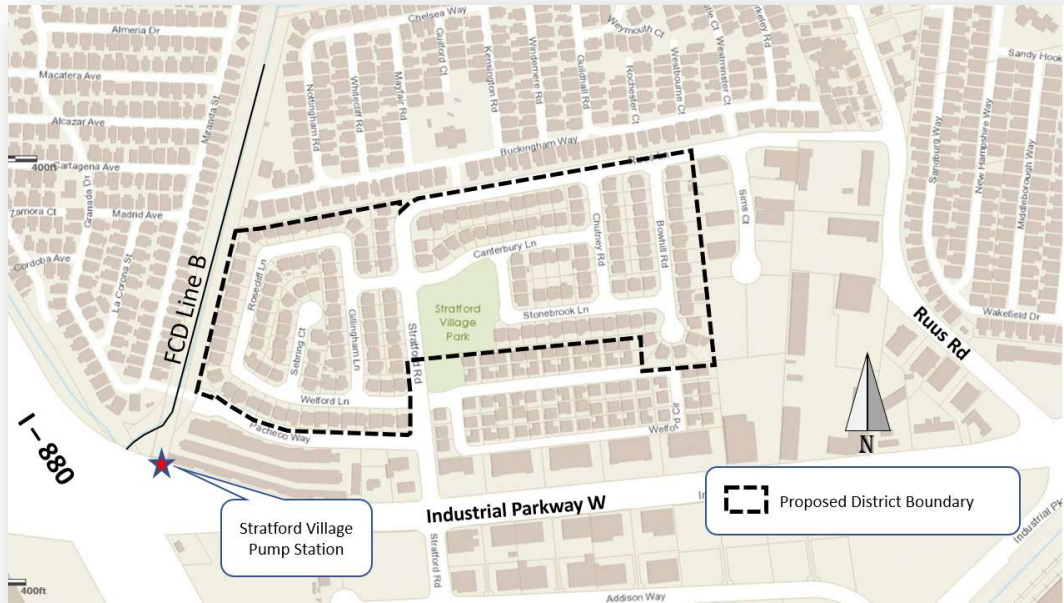 Chelsea Way
Almeria Dr
Weymouth Ct
Guilford Ct
Kensington Rd
Windermere Rd
Guildhall Rd
Rochester Ct
Westbourne Ct
Westminster Ct
Sandy Hook
Macatera Ave
Nottingham Rd
Whitecliff Rd
Mayfair Rd
Miranda St
Alcazar Ave
Sandburg Way
New Hampshire Way
Middleborough Way
Buckingham Way
400ft
Cartagena Ave
Granada Dr
Zamora Ct
Madrid Ave
Sims Ct
Cordoba Ave
La Corona St
FCD Line B
Rosecliff Ln
Canterbury Ln
Chutney Rd
Bowhill Rd
Stratford
Village
Park
Stonebrook Ln
Gillingham Ln
Sebring Ct
Stratford Rd
Wakefield Dr
Ruus Rd
Welford Ln
Pacheco Way
I – 880
N
Industrial Parkway W
Proposed District Boundary
Stratford Village
Pump Station
Stratford Rd
400ft
Addison Way